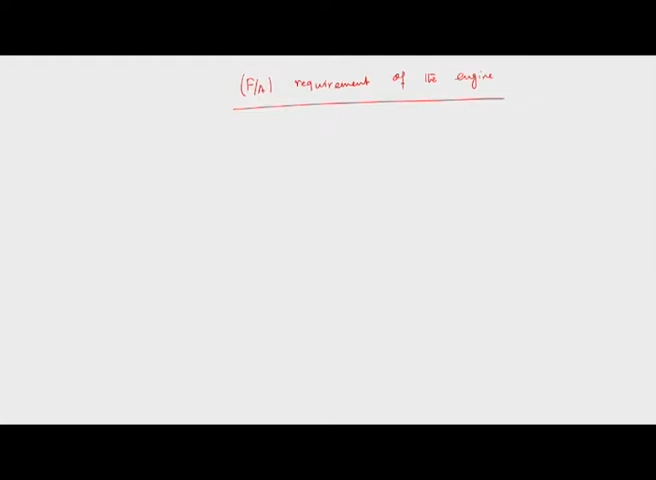 (F/A) requirement of the engine